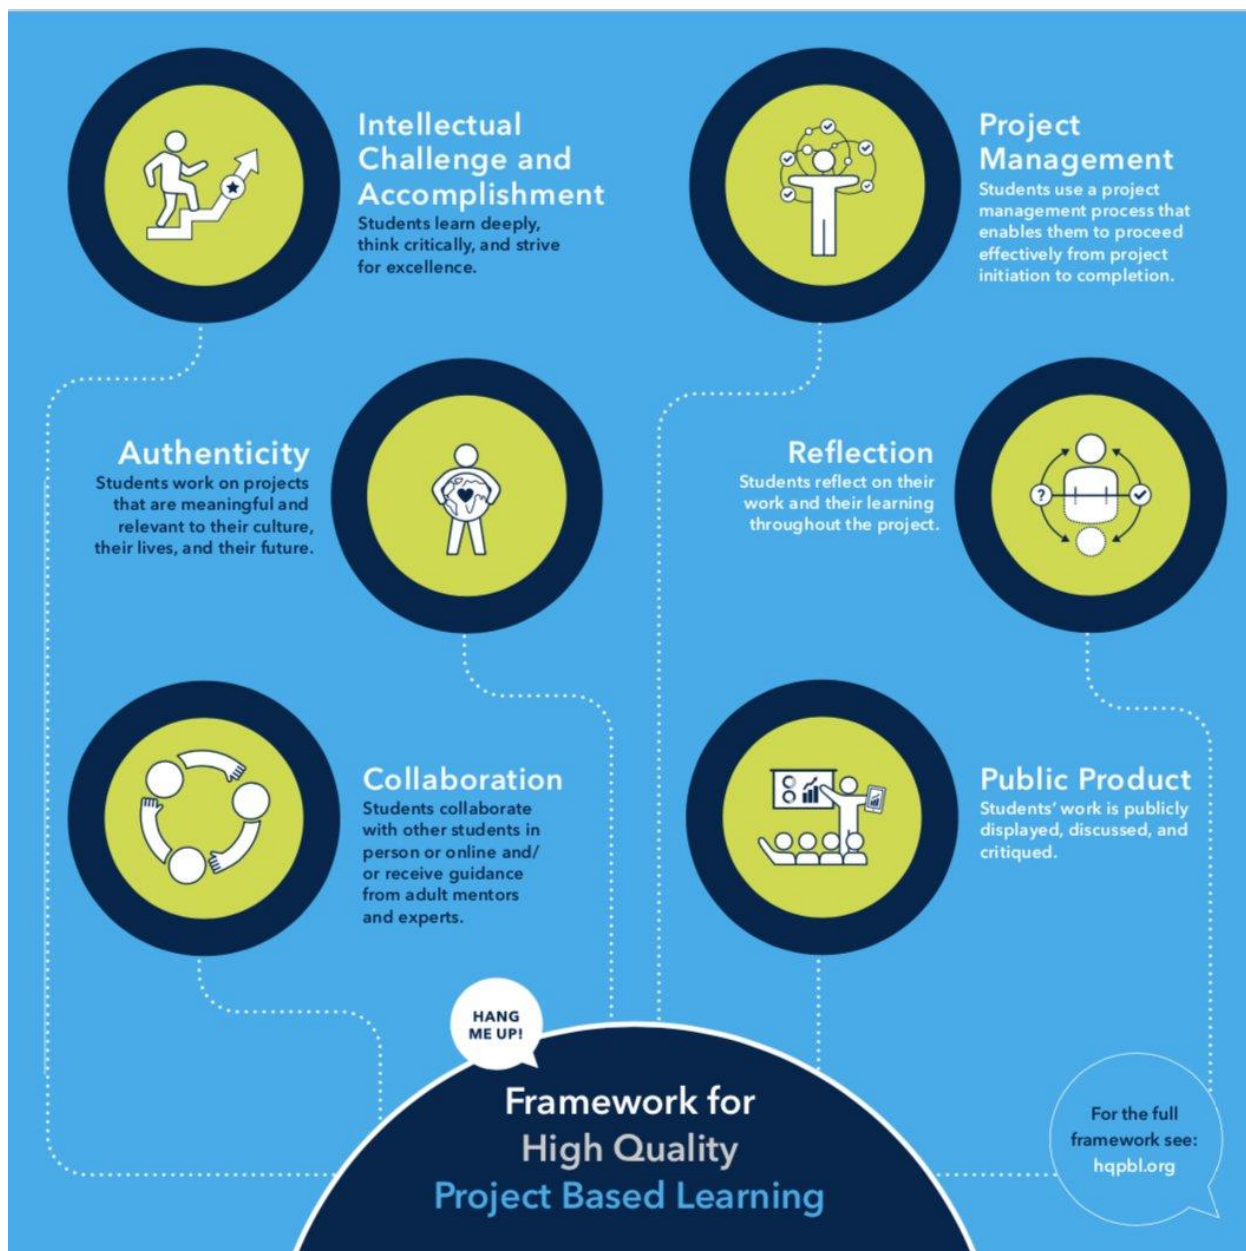 Intellectual
Challenge and
Accomplishment
Students learn deeply,
think critically, and strive
for excellence.
Project
Management
Students use a project
management process that
enables them to proceed
effectively from project
initiation to completion.
Authenticity
Students work on projects
that are meaningful and
relevant to their culture,
their lives, and their future.
Reflection
Students reflect on their
work and their learning
throughout the project.
?
Collaboration
Students collaborate
with other students in
person or online and/
or receive guidance
from adult mentors
and experts.
Public Product
Students’ work is publicly
displayed, discussed, and
critiqued.
HANG
ME UP!
Framework for
High Quality
Project Based Learning
For the full
framework see:
hqpbl.org